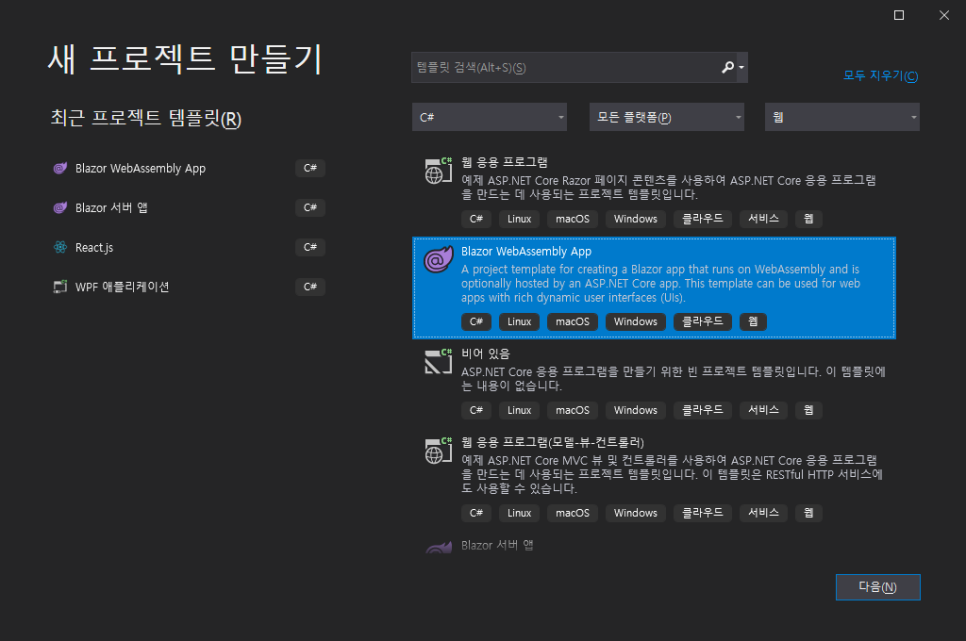 새 프로젝트 만들기
최근 프로젝트 템플릿(R)
Blazor WebAssembly App C#
Blazor 서버 앱 C#
React.js C#
WPF 애플리케이션 C#
템플릿 검색(Alt+S)(S)
모두 지우기(C)
C# 모든 플랫폼(P) 웹
웹 응용 프로그램
예제 ASP.NET Core Razor 페이지 콘텐츠를 사용하여 ASP.NET Core 응용 프로그램
을 만드는 데 사용되는 프로젝트 템플릿입니다.
C# Linux macOS Windows 클라우드 서비스 웹
Blazor WebAssembly App
A project template for creating a Blazor app that runs on WebAssembly and is
optionally hosted by an ASP.NET Core app. This template can be used for web
apps with rich dynamic user interfaces (UIs).
C# Linux macOS Windows 클라우드 웹
비어 있음
ASP.NET Core 응용 프로그램을 만들기 위한 빈 프로젝트 템플릿입니다. 이 템플릿에
는 내용이 없습니다.
C# Linux macOS Windows 클라우드 서비스 웹
웹 응용 프로그램(모델-뷰-컨트롤러)
예제 ASP.NET Core MVC 뷰 및 컨트롤러를 사용하여 ASP.NET Core 응용 프로그램
을 만드는 데 사용되는 프로젝트 템플릿입니다. 이 템플릿은 RESTful HTTP 서비스에
도 사용할 수 있습니다.
C# Linux macOS Windows 클라우드 서비스 웹
Blazor 서버 앱
다음(N)